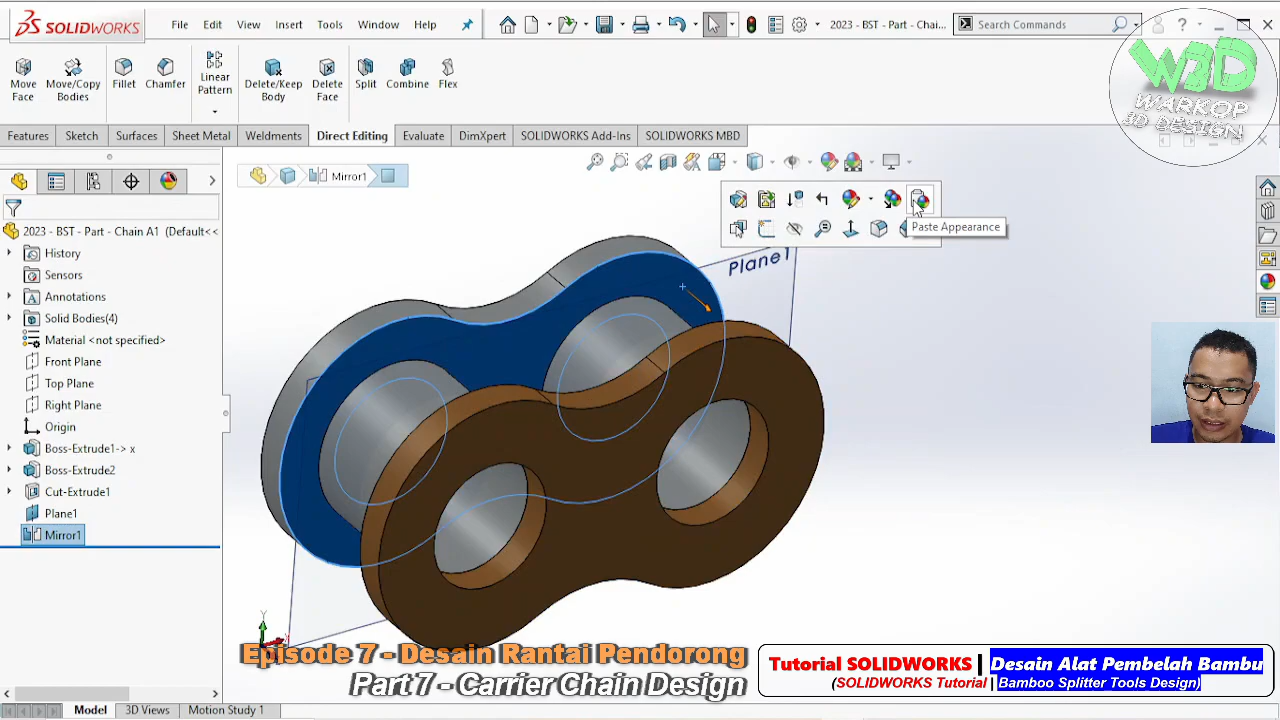 SOLIDWORKS
File Edit View Insert Tools Window Help
2023 - BST - Part - Chai...
Search Commands
?
W3D
WARKOP
3D DESIGN
Move Face
Move/Copy Bodies
Fillet
Chamfer
Linear Pattern
Delete/Keep Body
Delete Face
Split
Combine
Flex
Features Sketch Surfaces Sheet Metal Weldments Direct Editing Evaluate DimXpert SOLIDWORKS Add-Ins SOLIDWORKS MBD
Mirror1
Paste Appearance
Plane1
2023 - BST - Part - Chain A1 (Default<<
History
Sensors
Annotations
Solid Bodies(4)
Material <not specified>
Front Plane
Top Plane
Right Plane
Origin
Boss-Extrude1-> x
Boss-Extrude2
Cut-Extrude1
Plane1
Mirror1
Y
Episode 7 - Desain Rantai Pendorong
Part 7 - Carrier Chain Design
Tutorial SOLIDWORKS | Desain Alat Pembelah Bambu
(SOLIDWORKS Tutorial | Bamboo Splitter Tools Design)
Model 3D Views Motion Study 1